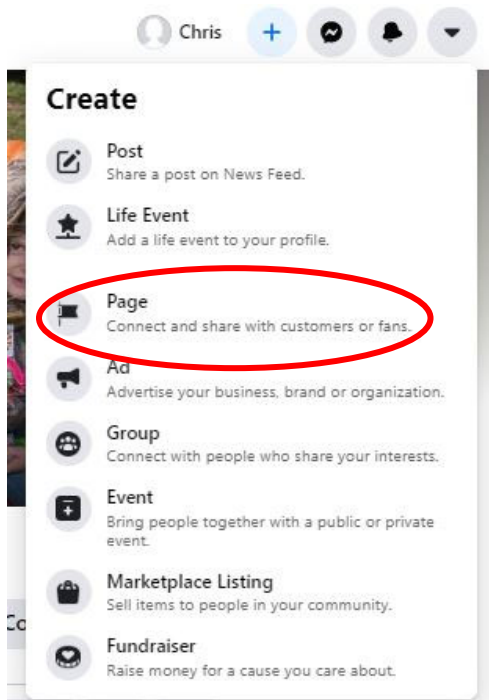 Chris
Create
Post
Share a post on News Feed.
Life Event
Add a life event to your profile.
Page
Connect and share with customers or fans.
Ad
Advertise your business, brand or organization.
Group
Connect with people who share your interests.
Event
Bring people together with a public or private
event.
Marketplace Listing
Sell items to people in your community.
Fundraiser
Raise money for a cause you care about.
Co